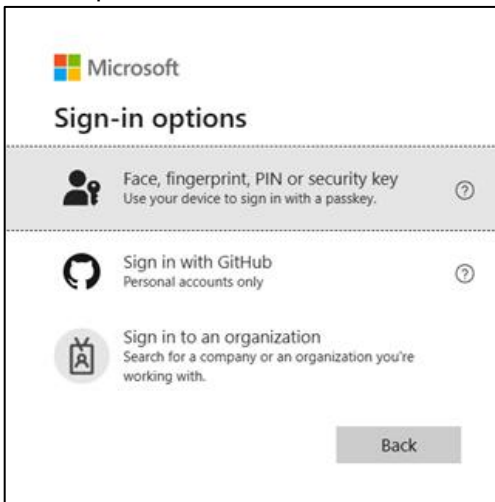 Microsoft
Sign-in options
Face, fingerprint, PIN or security key
Use your device to sign in with a passkey.
Sign in with GitHub
Personal accounts only
Sign in to an organization
Search for a company or an organization you're
working with.
Back